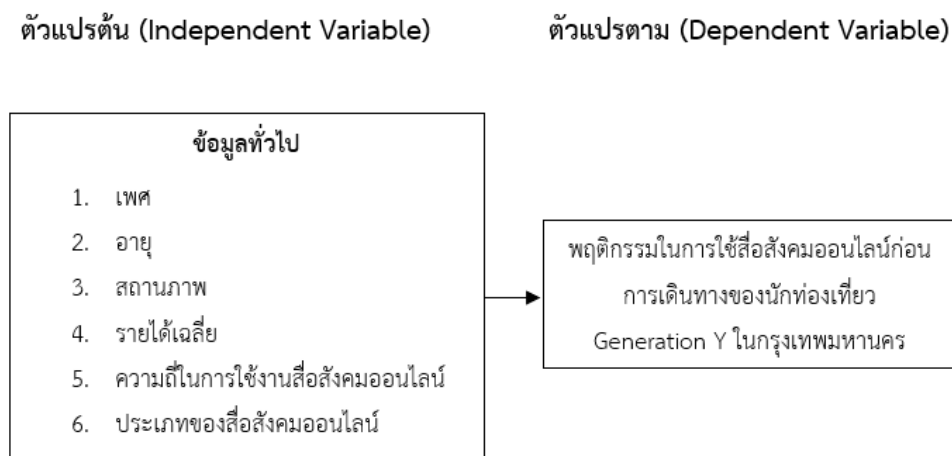 ตัวแปรต้น (Independent Variable)
ตัวแปรตาม (Dependent Variable)
ข้อมูลทั่วไป
1. เพศ
2. อายุ
3. สถานภาพ
4. รายได้เฉลี่ย
5. ความถี่ในการใช้งานสื่อสังคมออนไลน์
6. ประเภทของสื่อสังคมออนไลน์
พฤติกรรมในการใช้สื่อสังคมออนไลน์ก่อน
การเดินทางของนักท่องเที่ยว
Generation Y ในกรุงเทพมหานคร